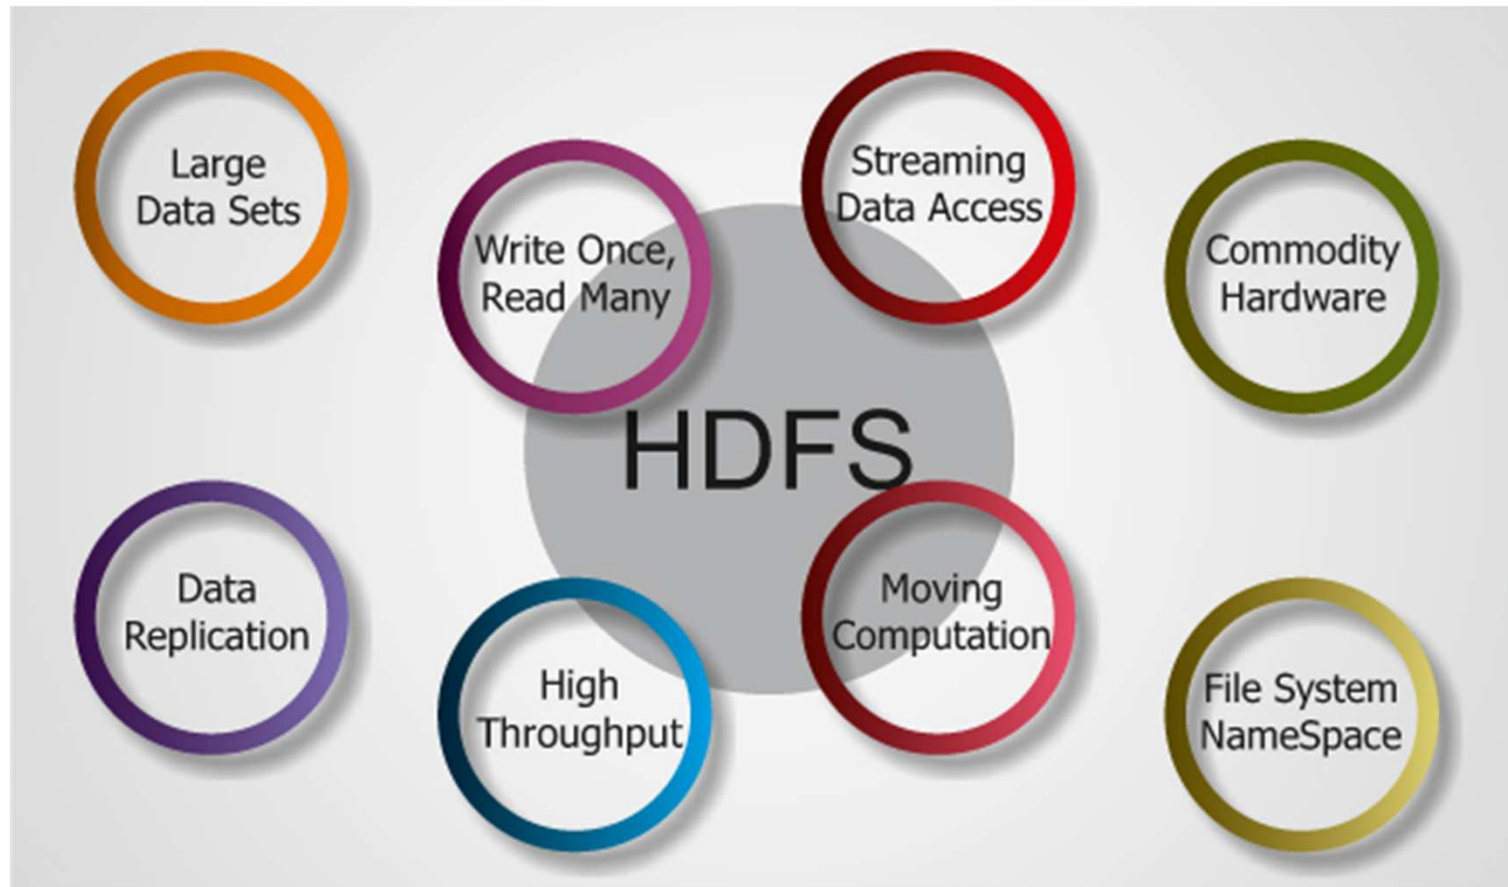 Large
Data Sets
Write Once,
Read Many
Streaming
Data Access
Commodity
Hardware
HDFS
Data
Replication
High
Throughput
Moving
Computation
File System
NameSpace